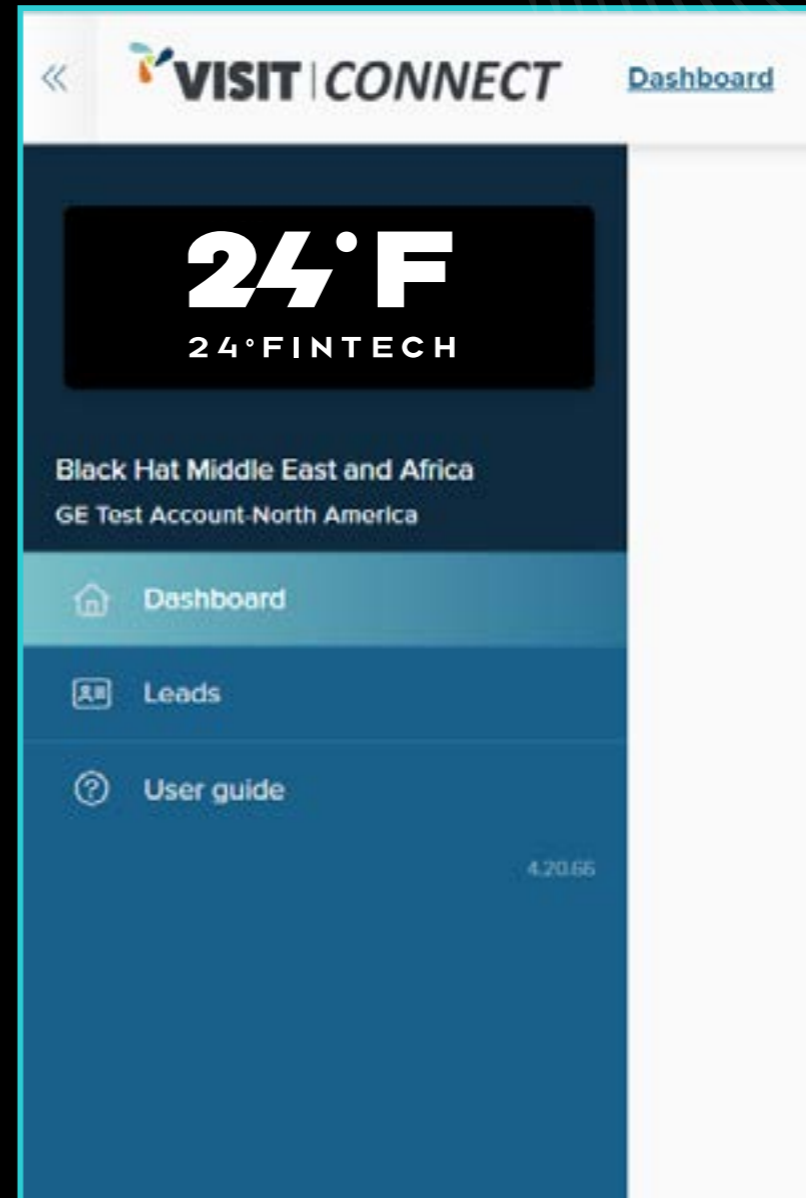 VISIT | CONNECT
Dashboard
24°F
24°FINTECH
Black Hat Middle East and Africa
GE Test Account-North America
Dashboard
Leads
User guide
4.20.66